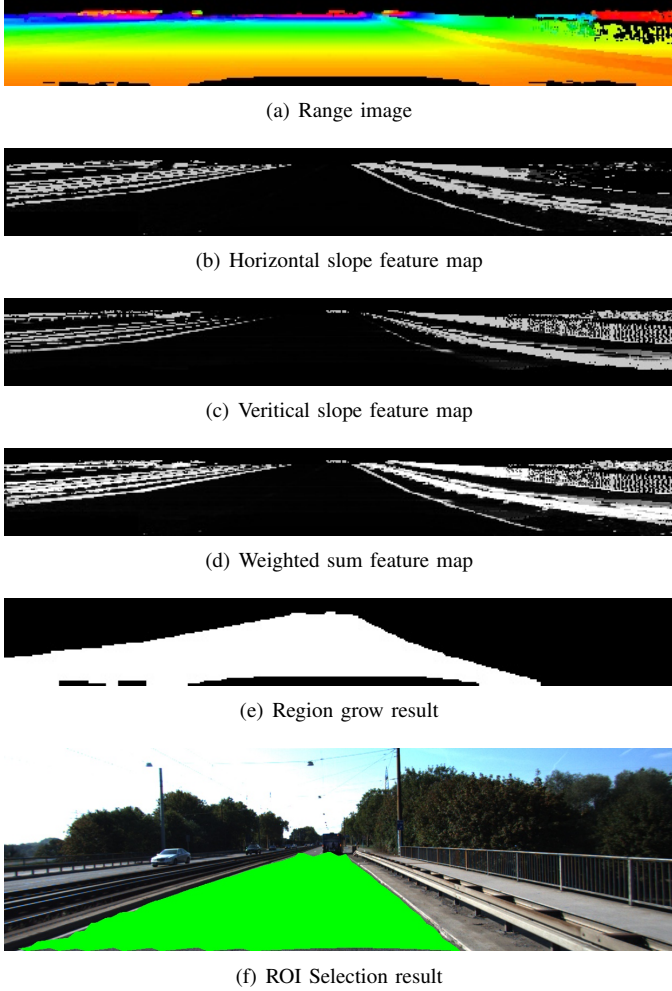 (a) Range image
(b) Horizontal slope feature map
(c) Veritical slope feature map
(d) Weighted sum feature map
(e) Region grow result
(f) ROI Selection result